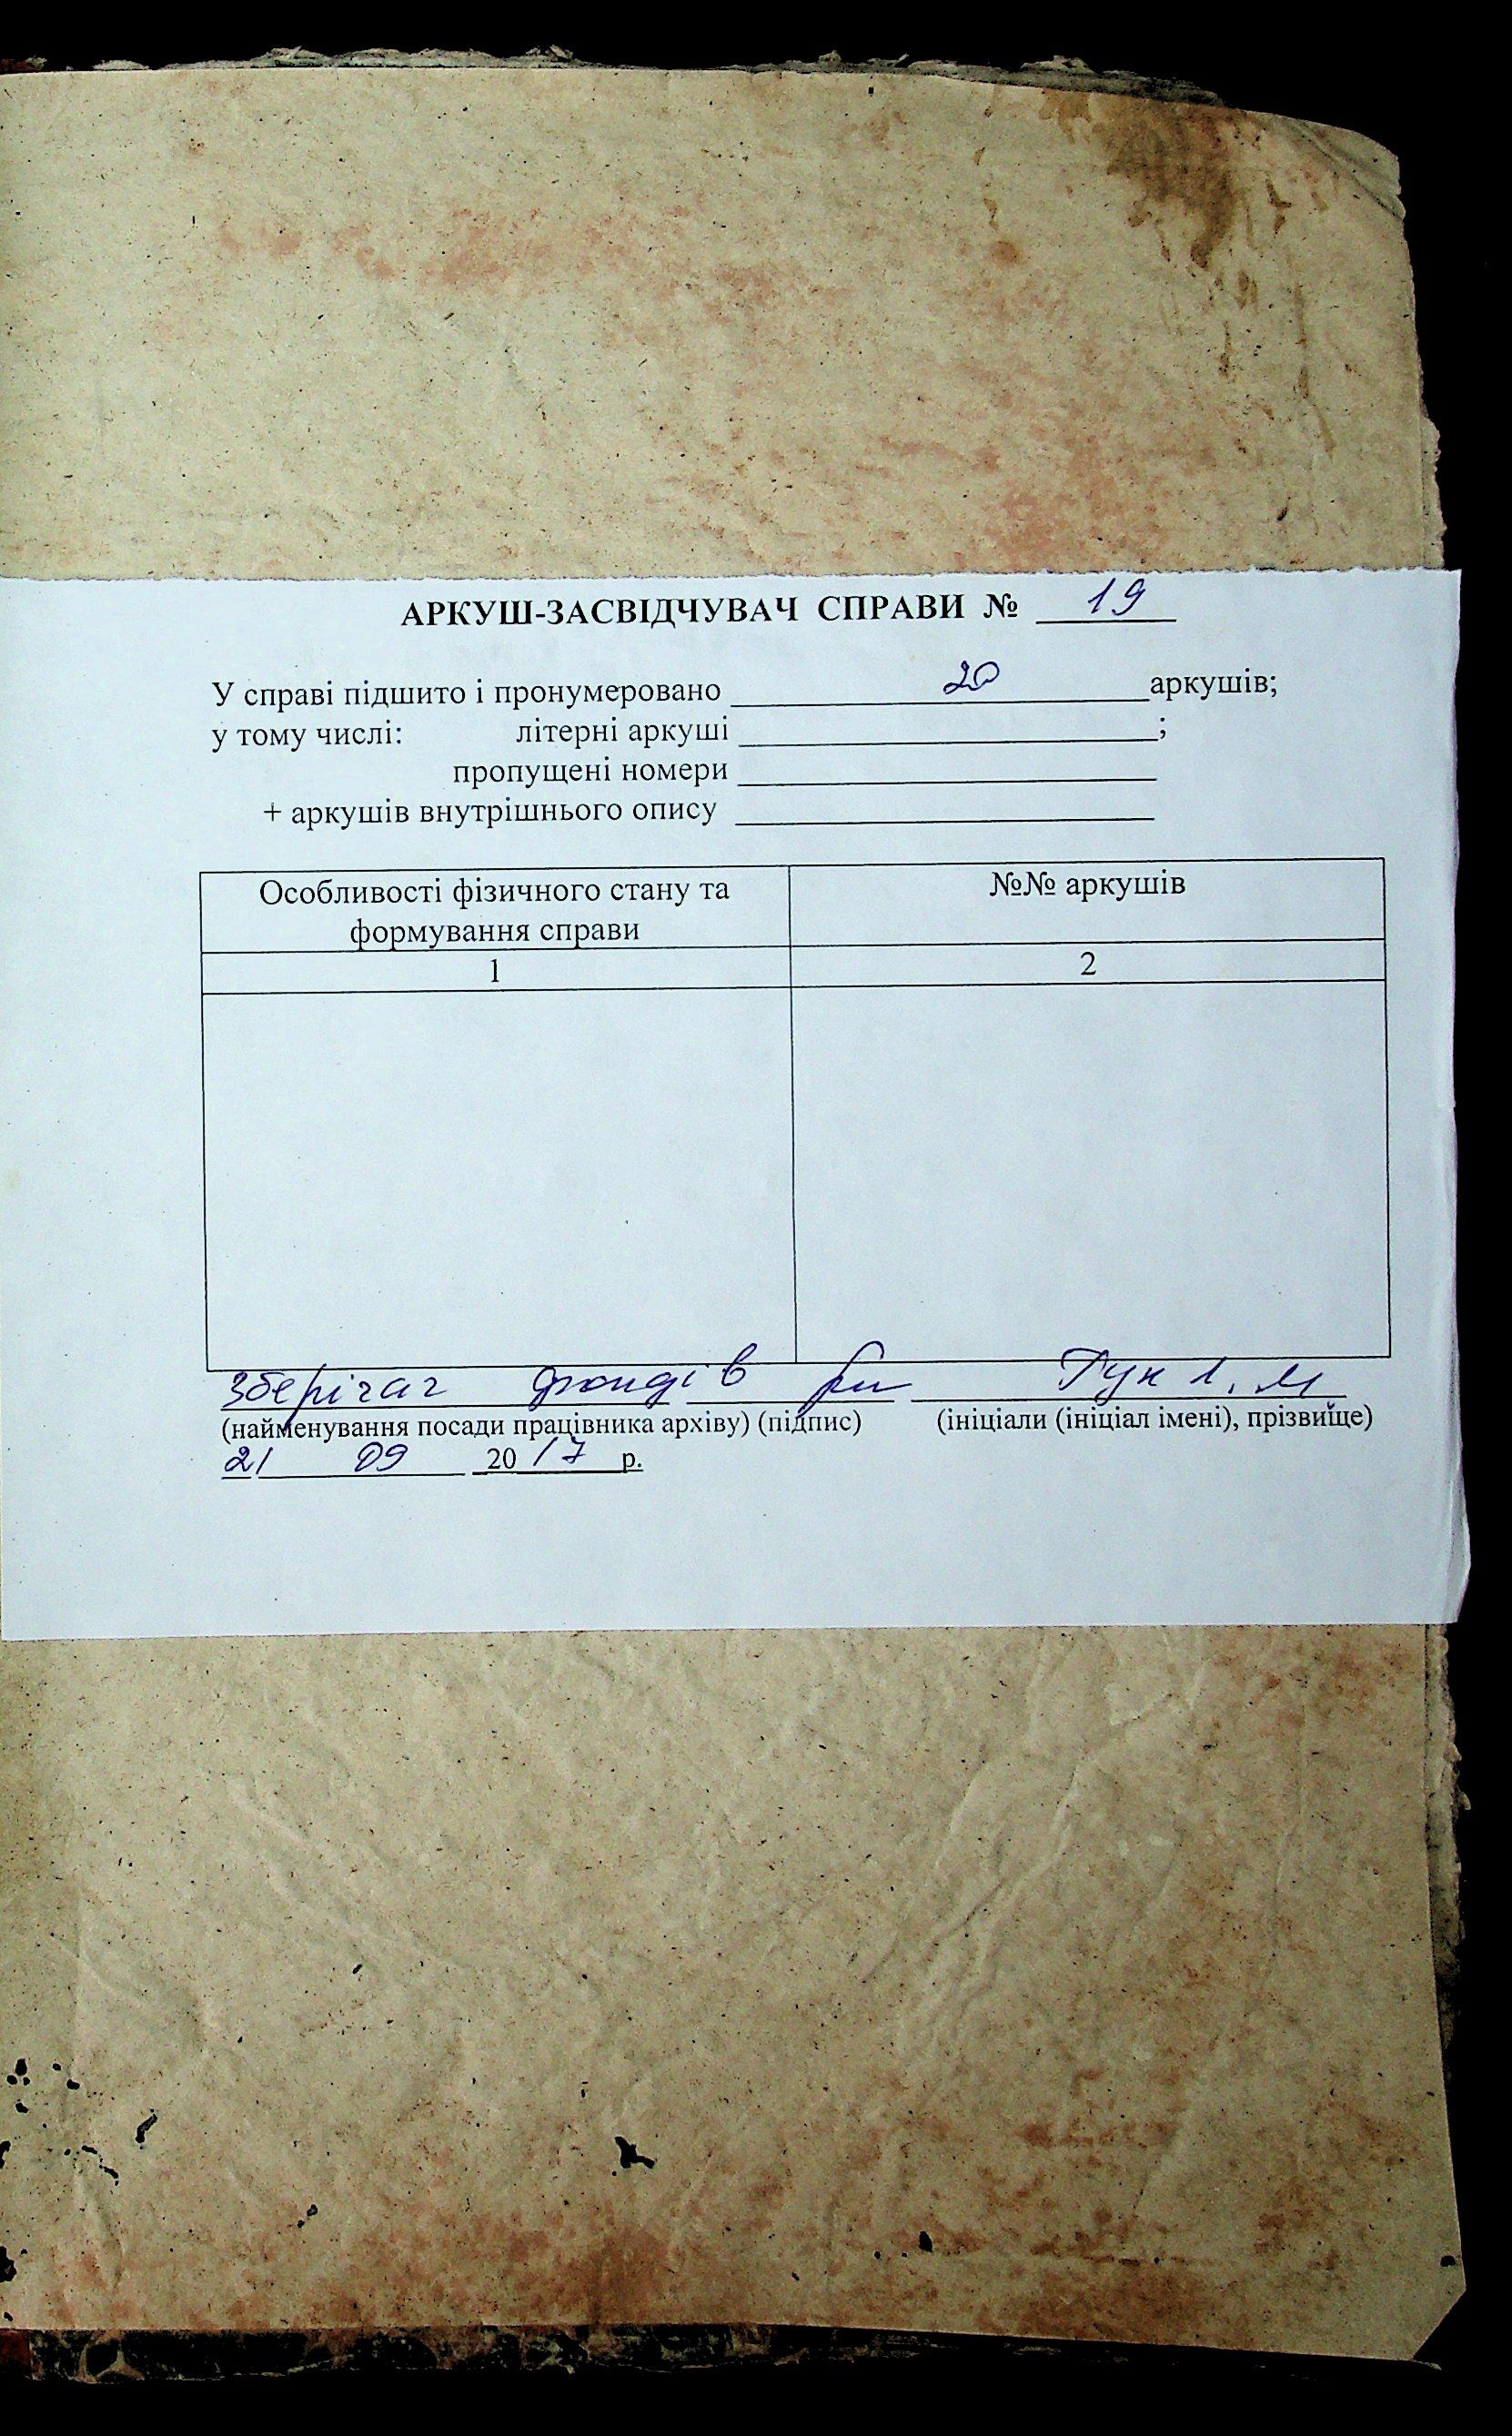 АРКУШ-ЗАСВІДЧУВАЧ СПРАВИ № 19
У справі підшито і пронумеровано 20 аркушів;
у тому числі: літерні аркуші ;
пропущені номери
+ аркушів внутрішнього опису
Особливості фізичного стану та
формування справи
№№ аркушів
1 2
Зберігач фондів Гук І. М
(найменування посади працівника архіву) (підпис) (ініціали (ініціал імені), прізвище)
21 09 2017 р.